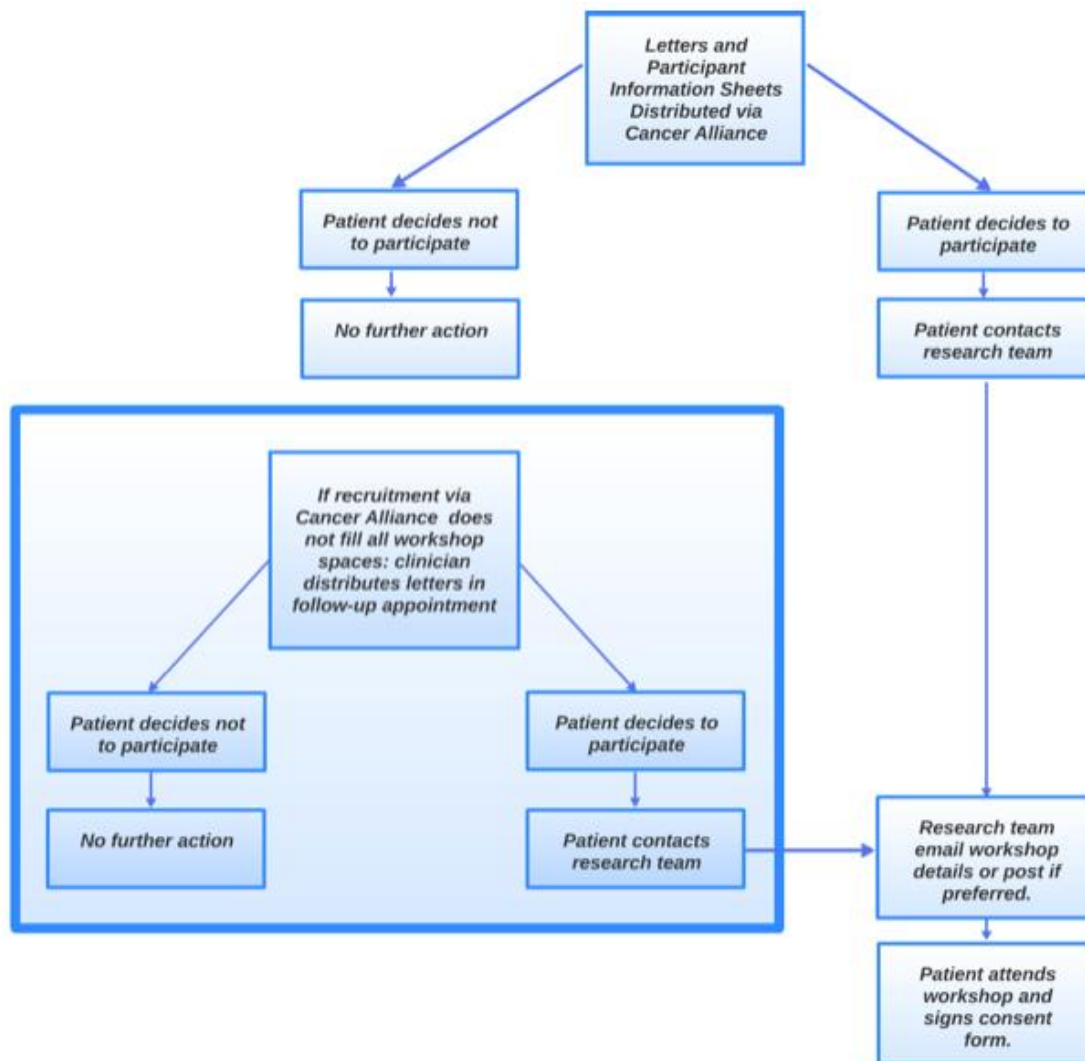 Letters and
Participant
Information Sheets
Distributed via
Cancer Alliance
Patient decides not
to participate
Patient decides to
participate
No further action
Patient contacts
research team
If recruitment via
Cancer Alliance does
not fill all workshop
spaces: clinician
distributes letters in
follow-up appointment
Patient decides not
to participate
Patient decides to
participate
No further action
Patient contacts
research team
Research team
email workshop
details or post if
preferred.
Patient attends
workshop and
signs consent
form.